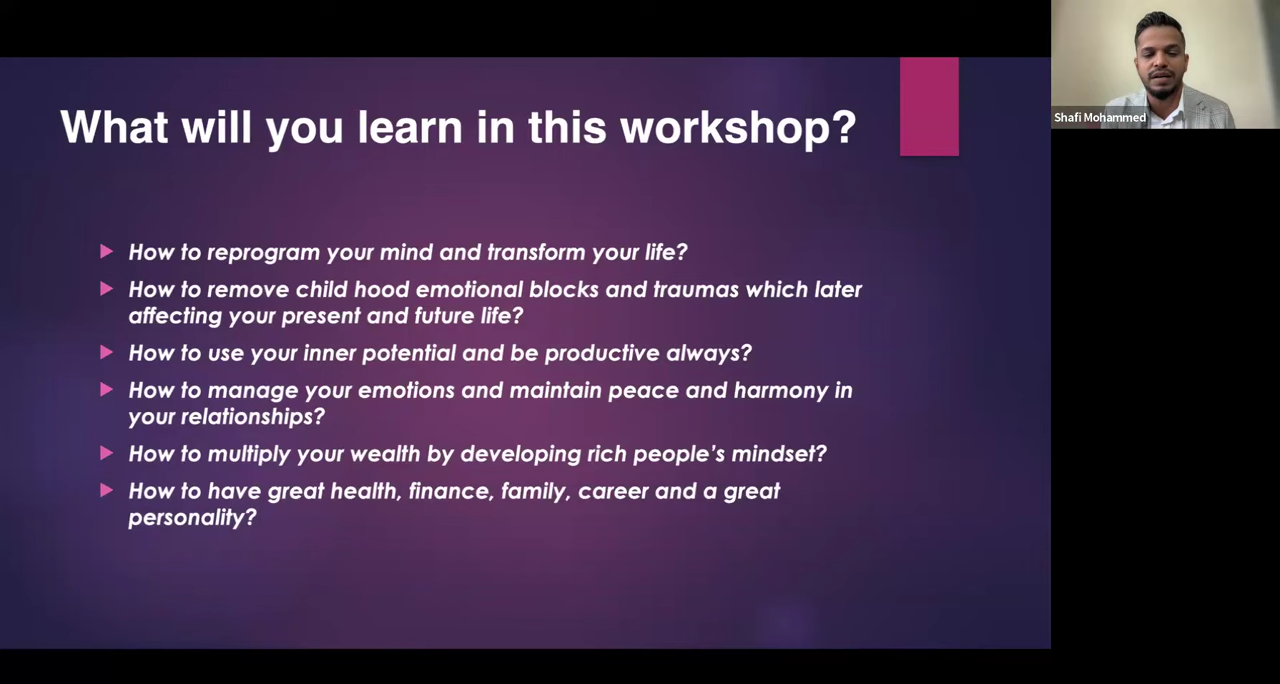 What will you learn in this workshop?
How to reprogram your mind and transform your life?
How to remove child hood emotional blocks and traumas which later
affecting your present and future life?
How to use your inner potential and be productive always?
How to manage your emotions and maintain peace and harmony in
your relationships?
How to multiply your wealth by developing rich people's mindset?
How to have great health, finance, family, career and a great
personality?
Shafi Mohammed